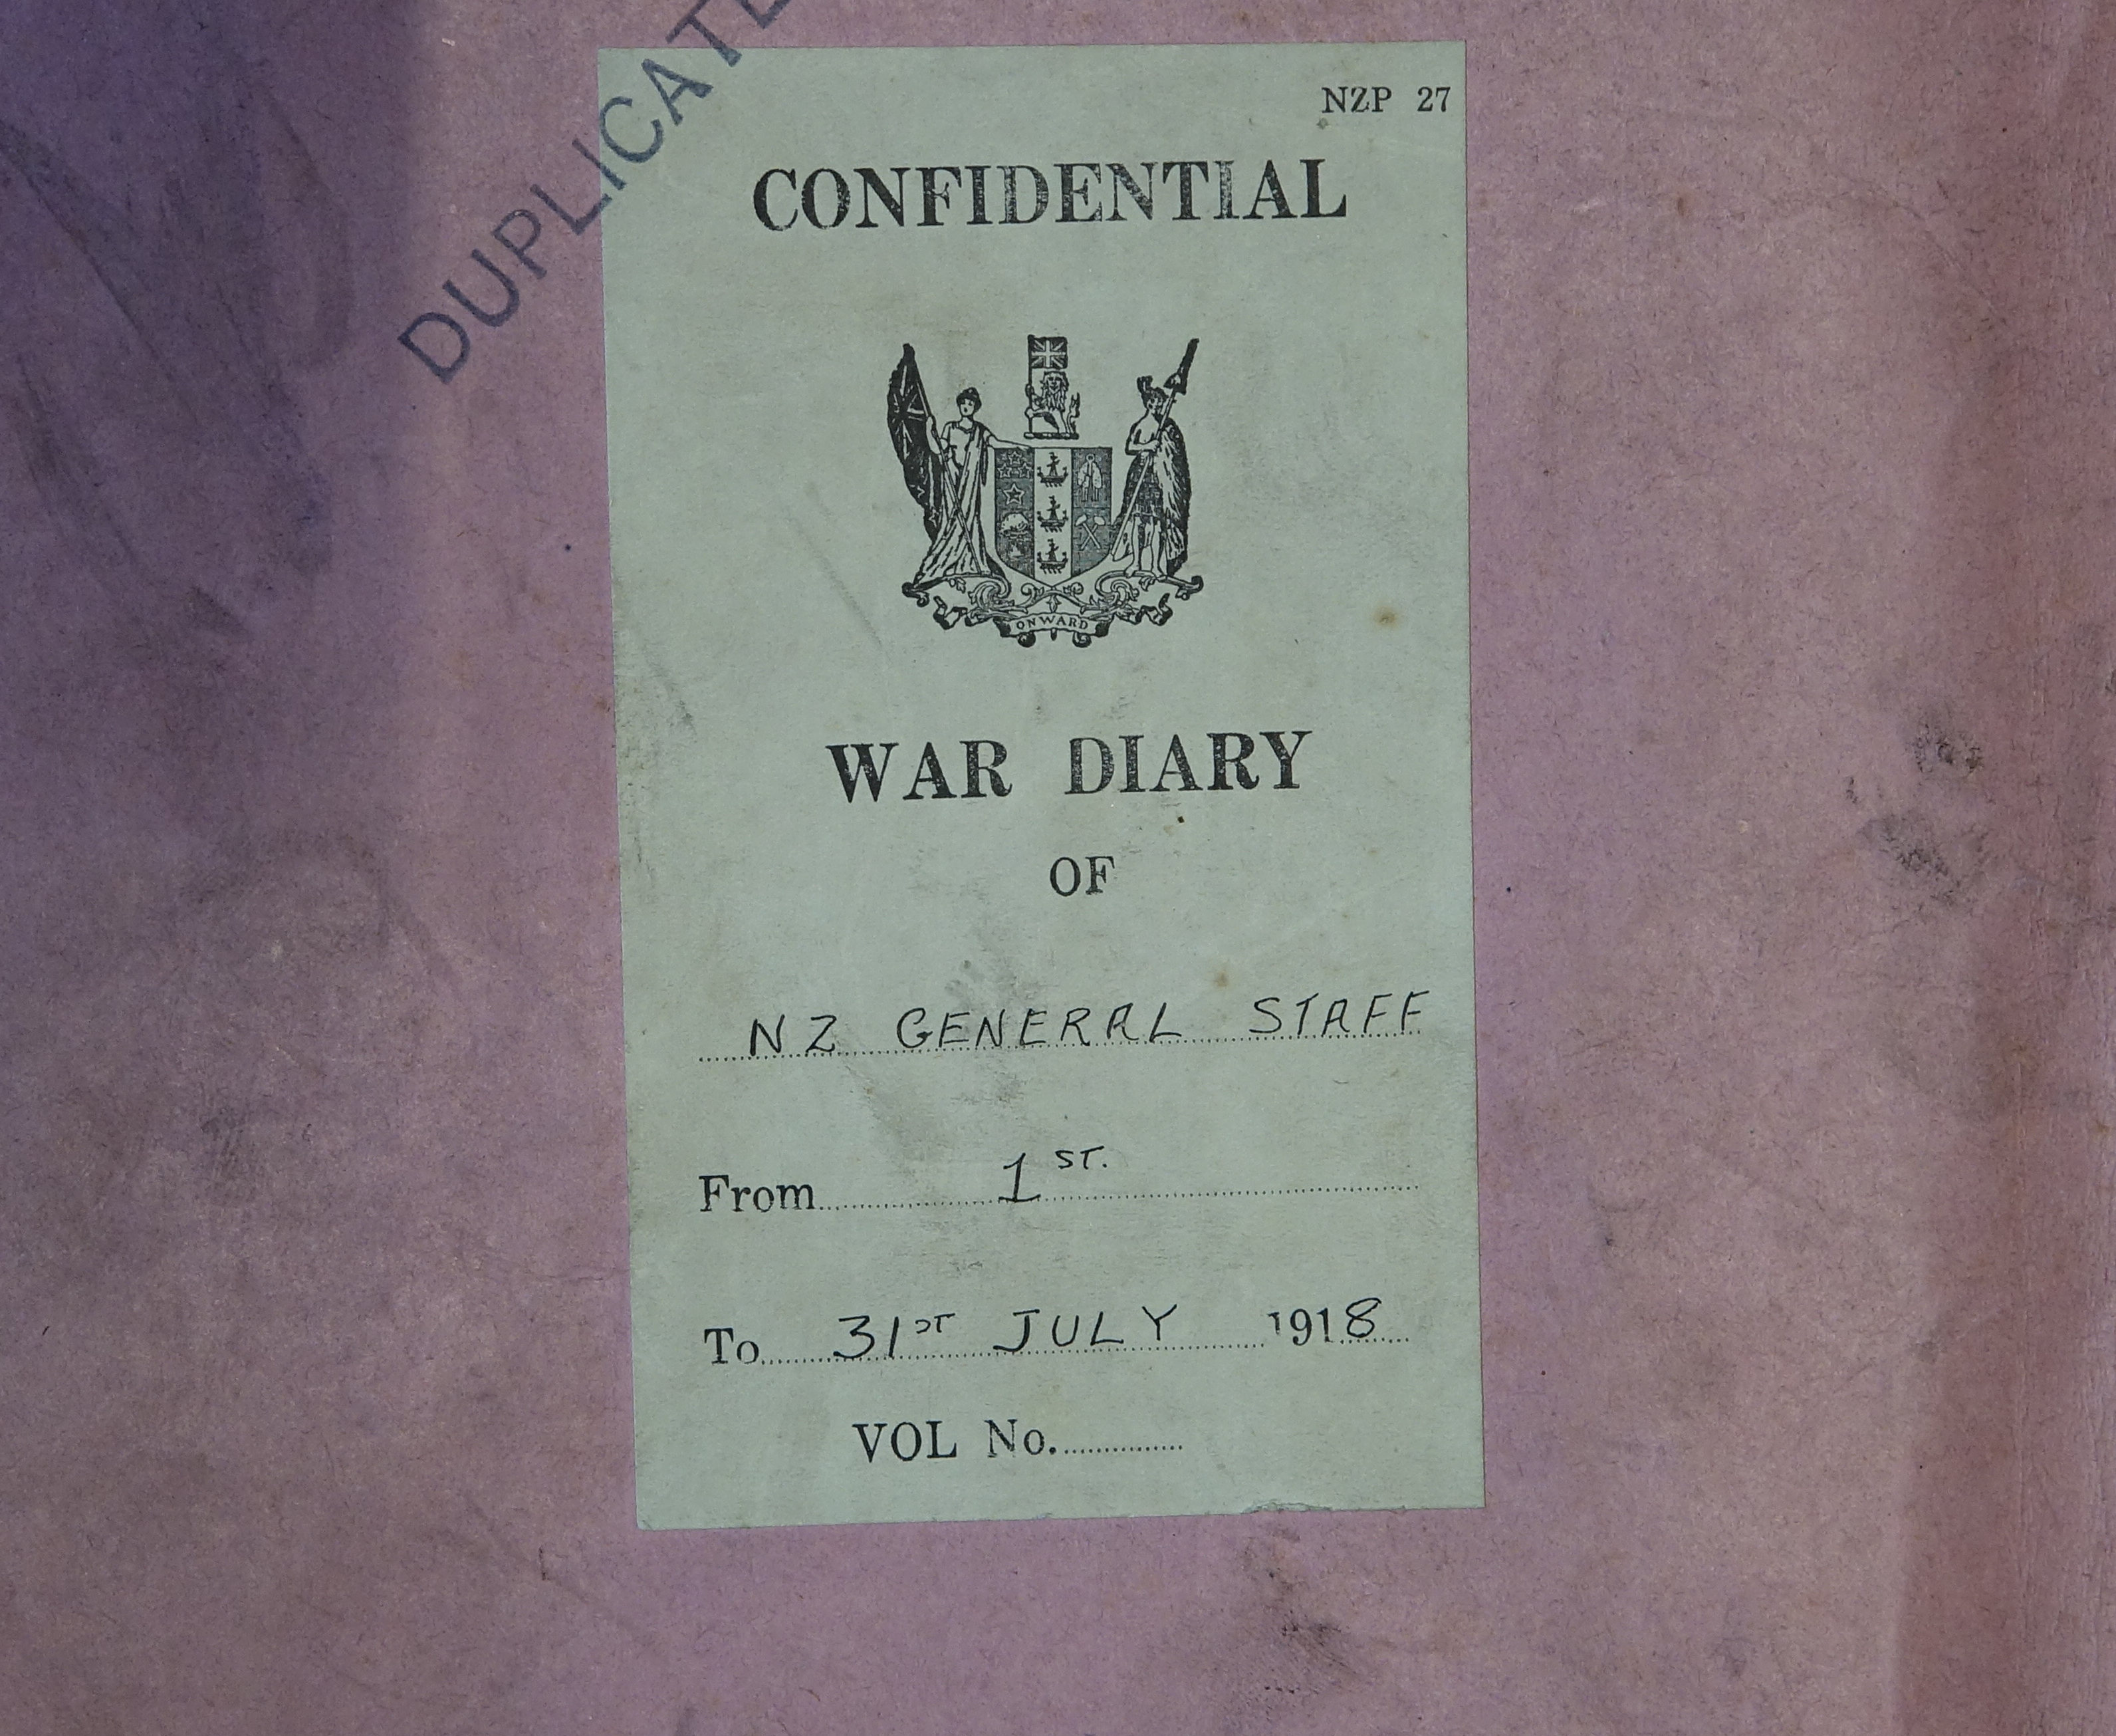 DUPLICATE
NZP 27
CONFIDENTIAL
ONWARD
WAR DIARY
OF
NZ GENERAL STAFF
From 1ST.
To 31ST JULY 1918
VOL No.